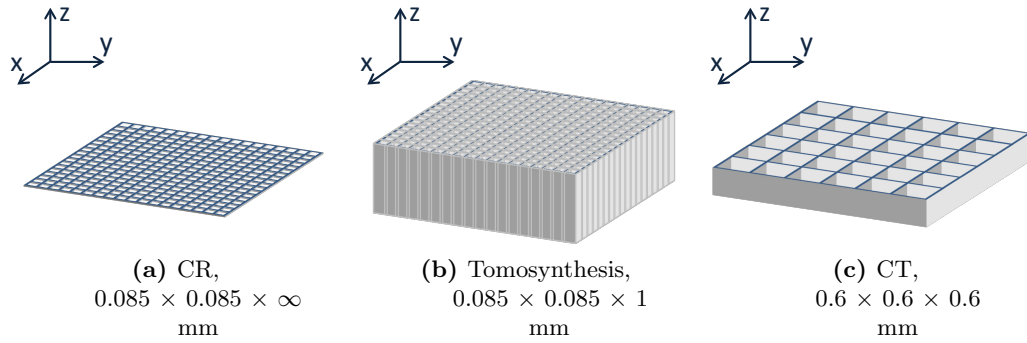 z
y
x
z
y
x
z
y
x
(a) CR,
0.085 × 0.085 × ∞
mm
(b) Tomosynthesis,
0.085 × 0.085 × 1
mm
(c) CT,
0.6 × 0.6 × 0.6
mm